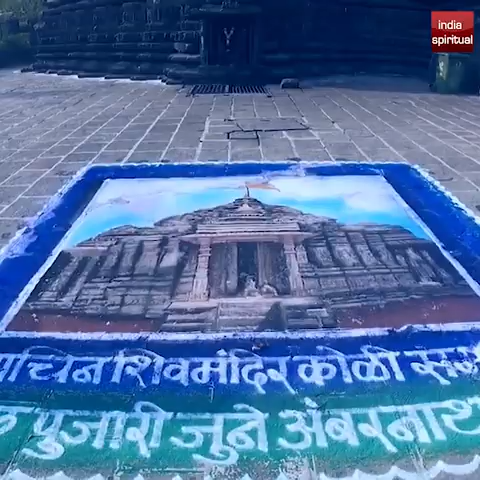 india
spiritual
शिवमंदिर कोळी
पुजारी जुने अंबरनाथ